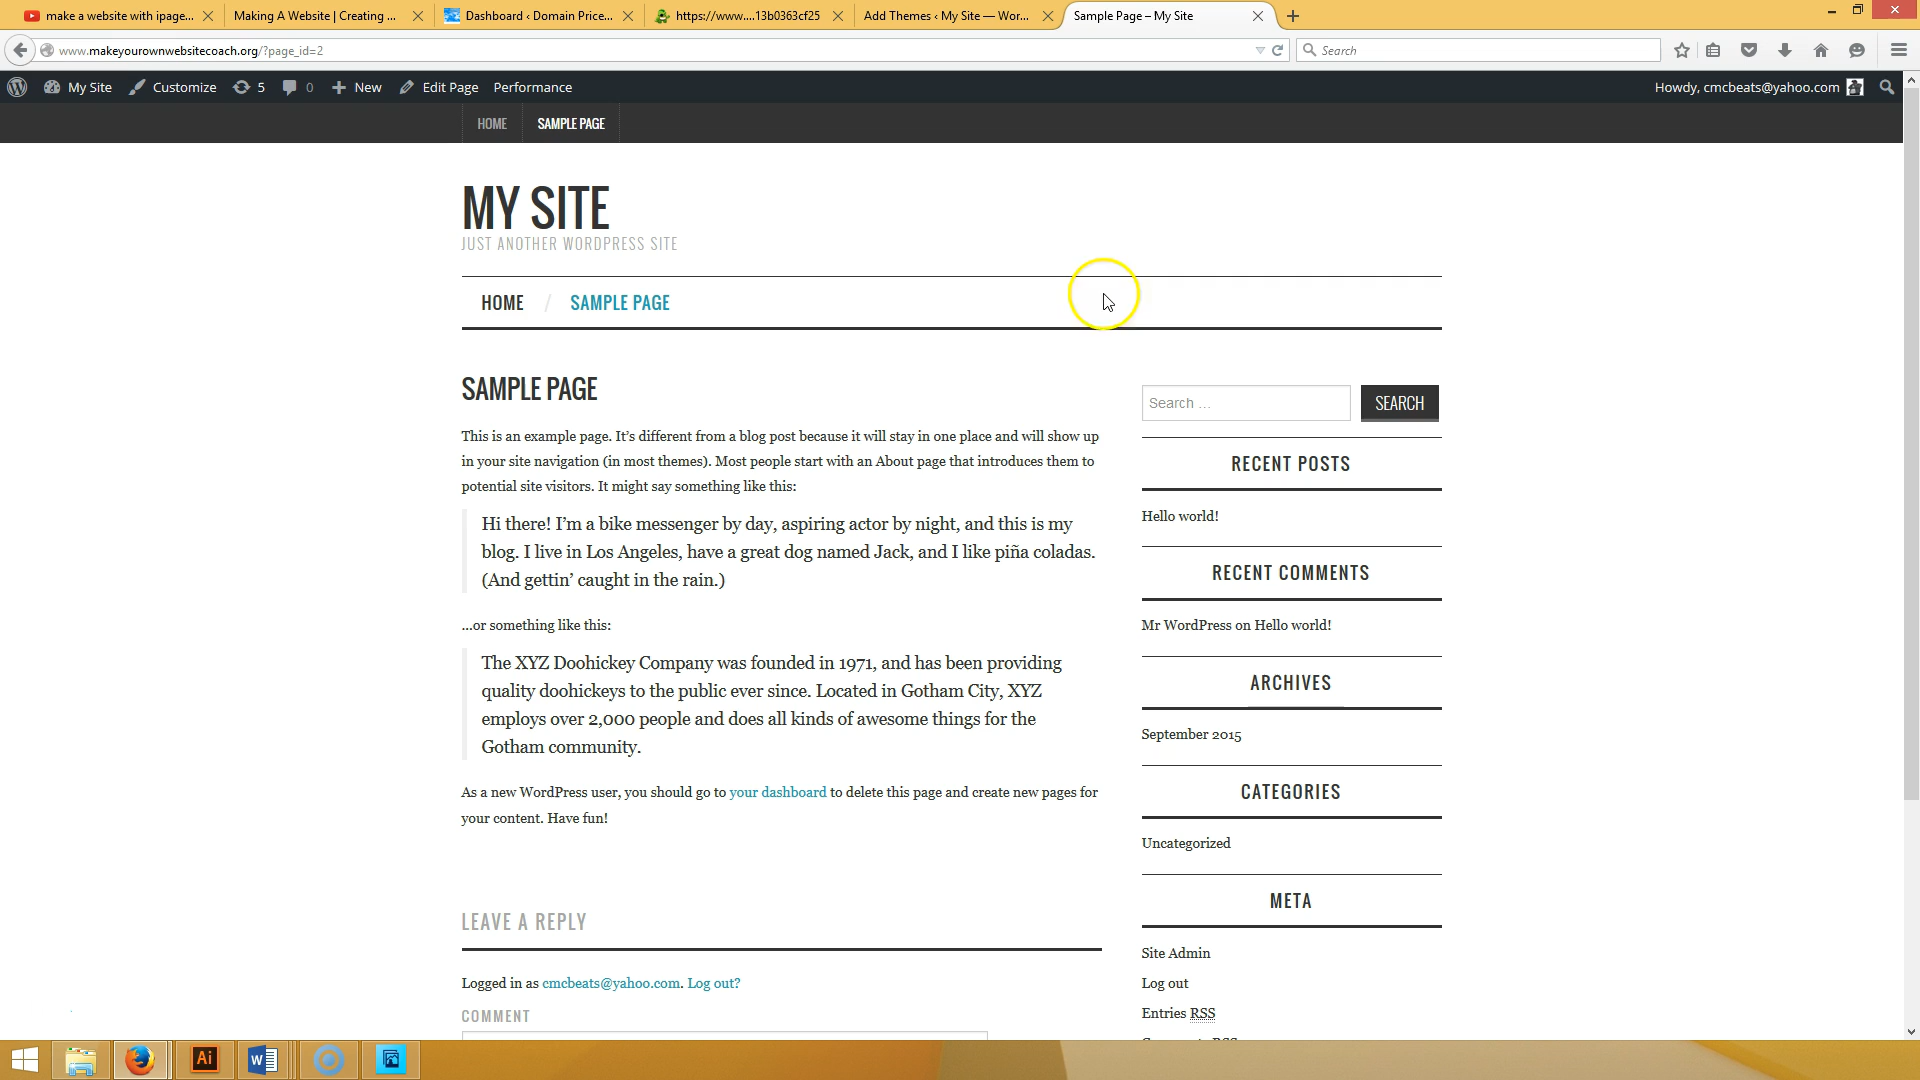 make a website with ipage...
Making A Website | Creating ...
Dashboard ‹ Domain Price...
https://www....13b0363cf25
Add Themes ‹ My Site — Wor...
Sample Page – My Site
www.makeyourownwebsitecoach.org/?page_id=2
Search
My Site
Customize
5
0
New
Edit Page
Performance
Howdy, cmcbeats@yahoo.com
HOME
SAMPLE PAGE
MY SITE
JUST ANOTHER WORDPRESS SITE
HOME / SAMPLE PAGE
SAMPLE PAGE
This is an example page. It’s different from a blog post because it will stay in one place and will show up
in your site navigation (in most themes). Most people start with an About page that introduces them to
potential site visitors. It might say something like this:
Hi there! I’m a bike messenger by day, aspiring actor by night, and this is my
blog. I live in Los Angeles, have a great dog named Jack, and I like piña coladas.
(And gettin’ caught in the rain.)
...or something like this:
The XYZ Doohickey Company was founded in 1971, and has been providing
quality doohickeys to the public ever since. Located in Gotham City, XYZ
employs over 2,000 people and does all kinds of awesome things for the
Gotham community.
As a new WordPress user, you should go to your dashboard to delete this page and create new pages for
your content. Have fun!
LEAVE A REPLY
Logged in as cmcbeats@yahoo.com. Log out?
COMMENT
Search ...
SEARCH
RECENT POSTS
Hello world!
RECENT COMMENTS
Mr WordPress on Hello world!
ARCHIVES
September 2015
CATEGORIES
Uncategorized
META
Site Admin
Log out
Entries RSS
Ai
W